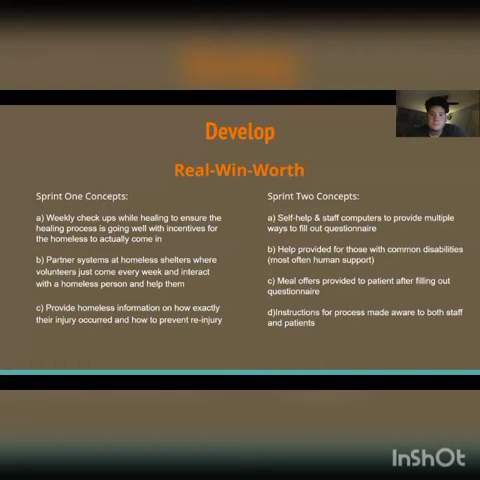 Develop
Real-Win-Worth
Sprint One Concepts:
a) Weekly check ups while healing to ensure the
healing process is going well with incentives for
the homeless to actually come in
b) Partner systems at homeless shelters where
volunteers just come every week and interact
with a homeless person and help them
c) Provide homeless information on how exactly
their injury occurred and how to prevent re-injury
Sprint Two Concepts:
a) Self-help & staff computers to provide multiple
ways to fill out questionnaire
b) Help provided for those with common disabilities
(most often human support)
c) Meal offers provided to patient after filling out
questionnaire
d)Instructions for process made aware to both staff
and patients
InShOt